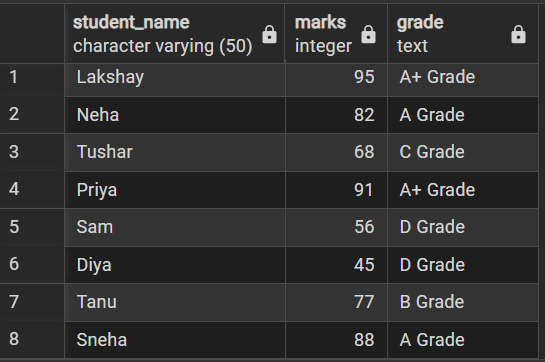 student_name marks grade
character varying (50) integer text
1 Lakshay 95 A+ Grade
2 Neha 82 A Grade
3 Tushar 68 C Grade
4 Priya 91 A+ Grade
5 Sam 56 D Grade
6 Diya 45 D Grade
7 Tanu 77 B Grade
8 Sneha 88 A Grade